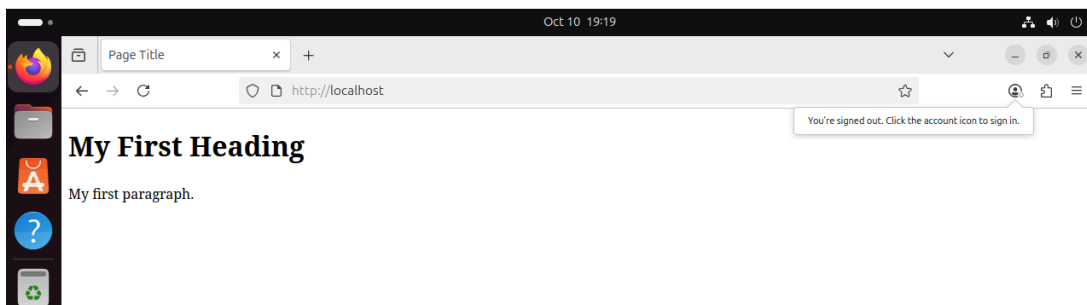 Oct 10 19:19
Page Title
http://localhost
You're signed out. Click the account icon to sign in.
My First Heading
My first paragraph.